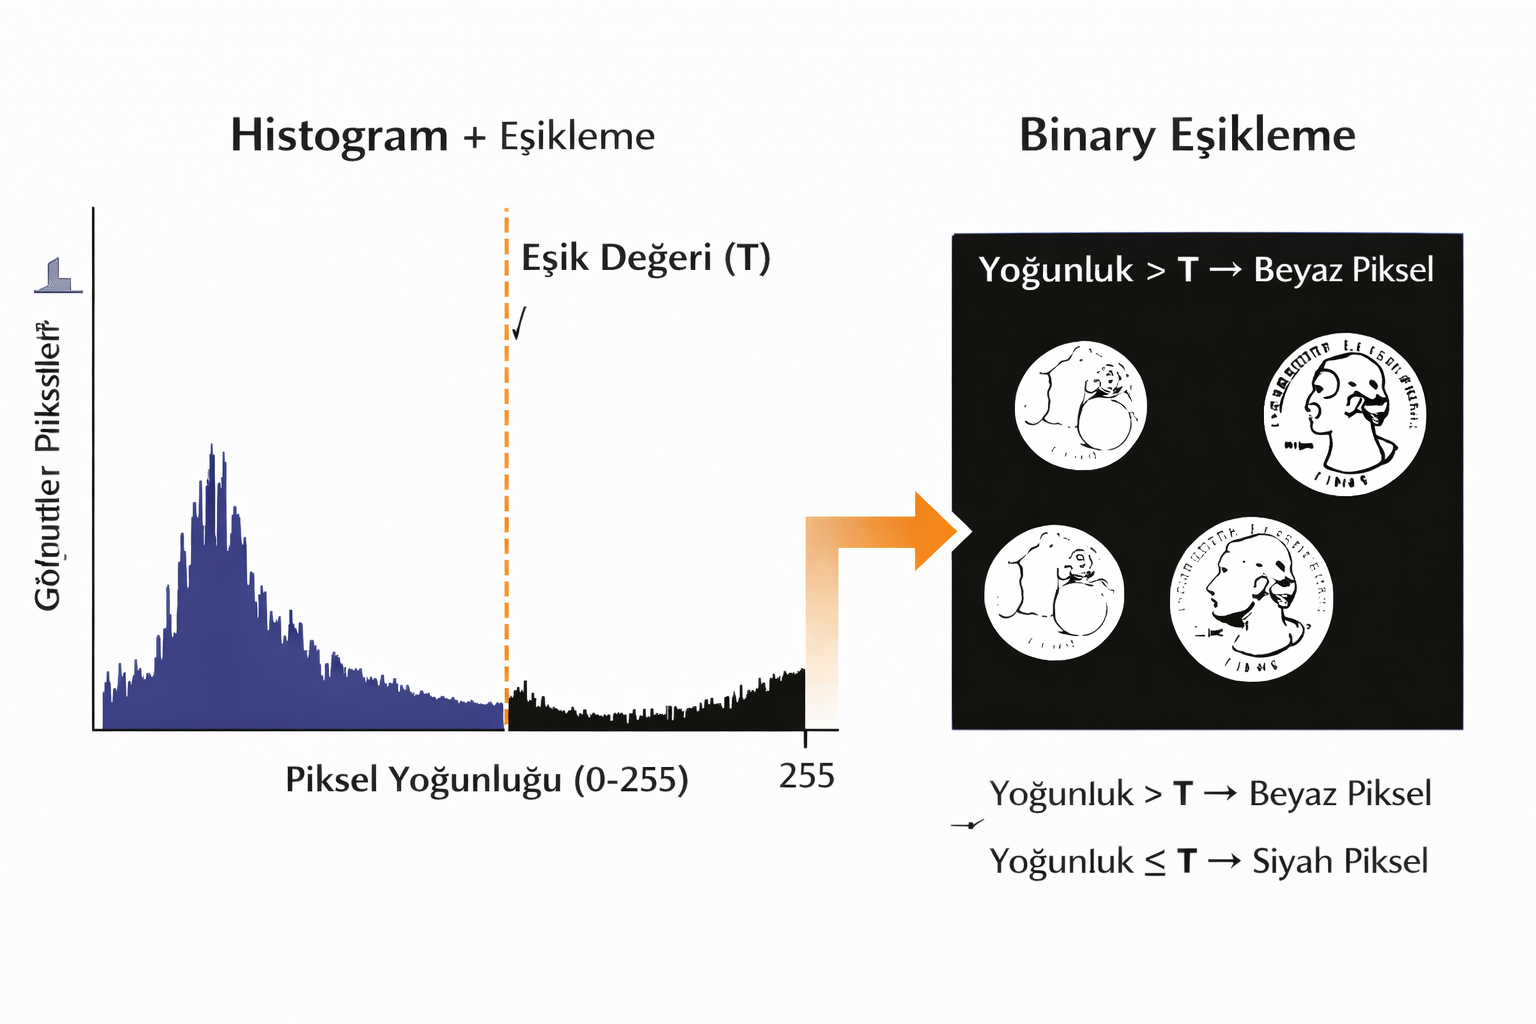 Histogram + Eşikleme
Eşik Değeri (T)
Piksel Yoğunluğu (0-255)
255
Binary Eşikleme
Yoğunluk > T → Beyaz Piksel
Yoğunluk > T → Beyaz Piksel
Yoğunluk ≤ T → Siyah Piksel